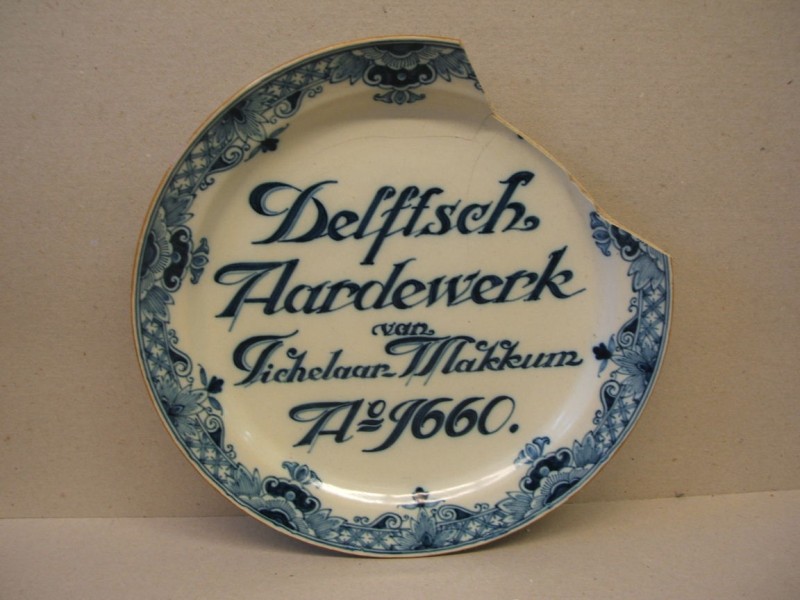 Delftsch
Aardewerk
van
Tichelaar-Makkum
Aº 1660.